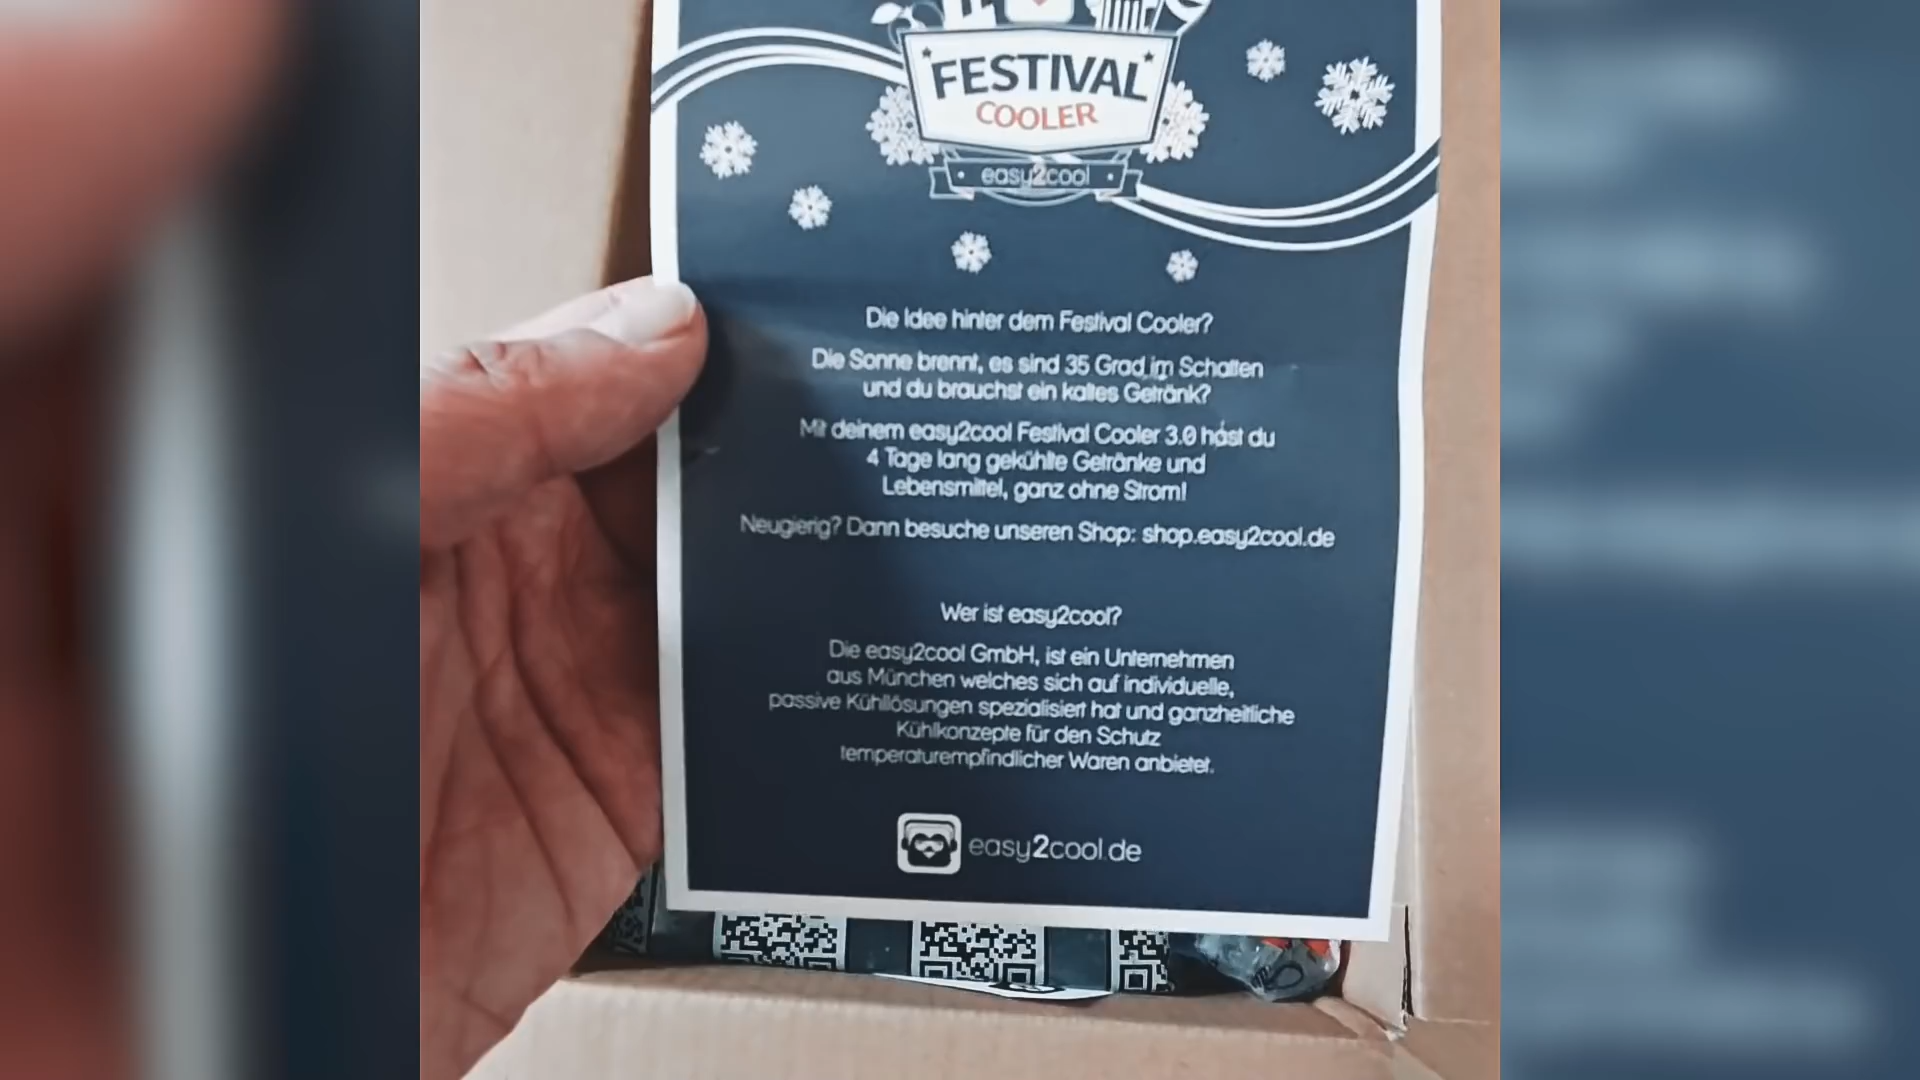 FESTIVAL
COOLER
easy2cool
Die Idee hinter dem Festival Cooler?
Die Sonne brennt, es sind 35 Grad im Schatten
und du brauchst ein kaltes Getränk?
Mit deinem easy2cool Festival Cooler 3.0 hast du
4 Tage lang gekühlte Getränke und
Lebensmittel, ganz ohne Strom!
Neugierig? Dann besuche unseren Shop: shop.easy2cool.de
Wer ist easy2cool?
Die easy2cool GmbH, ist ein Unternehmen
aus München welches sich auf individuelle,
passive Kühllösungen spezialisiert hat und ganzheitliche
Kühlkonzepte für den Schutz
temperaturempfindlicher Waren anbietet.
easy2cool.de